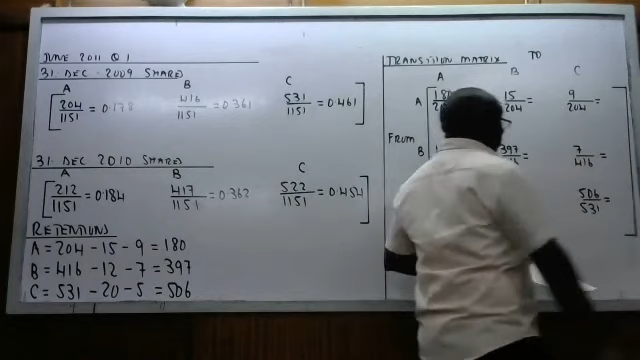 JUNE 2011 Q1
31 DEC - 2009 SHARE
A B C
204/1151 = 0.178 416/1151 = 0.361 531/1151 = 0.461
31 DEC 2010 SHARE
A B C
212/1151 = 0.184 417/1151 = 0.362 522/1151 = 0.454
RETENTIONS
A = 204 - 15 - 9 = 180
B = 416 - 12 - 7 = 397
C = 531 - 20 - 5 = 506
TRANSITION MATRIX TO
A B C
A 15/204 = 9/204 =
FROM
B 7/416 =
506/531 =